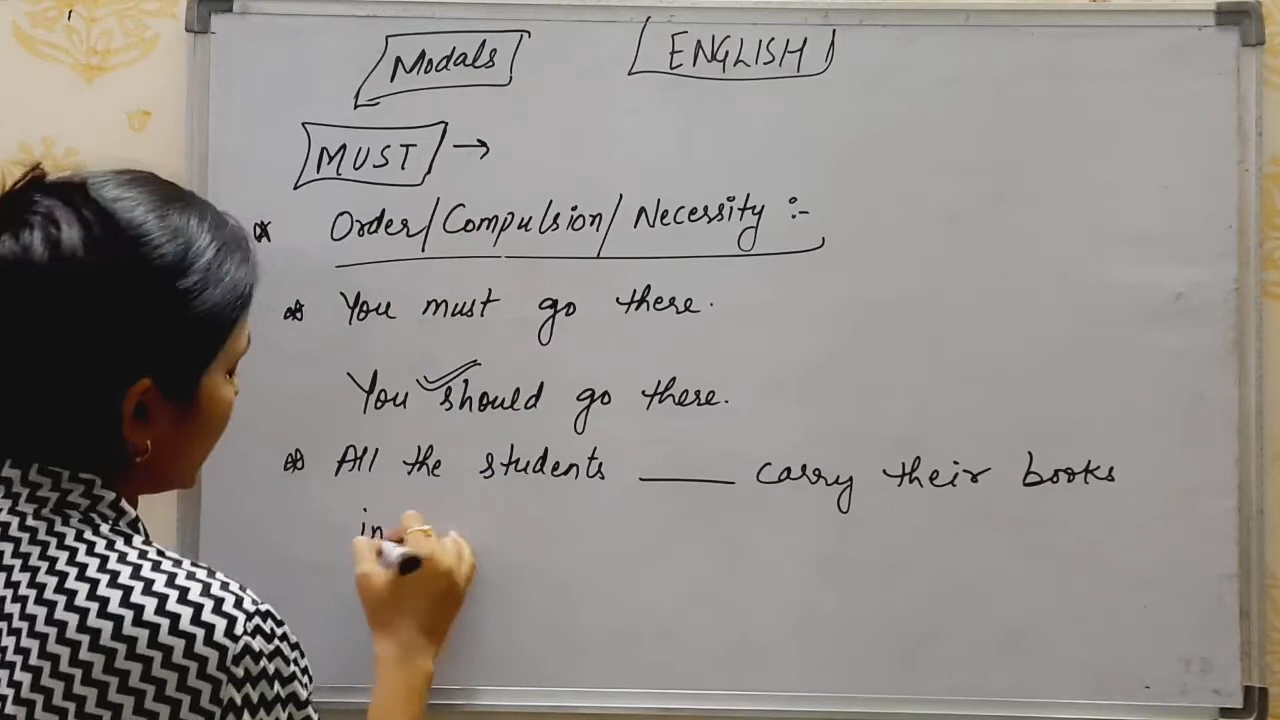 Modals ENGLISH
MUST →
* Order/Compulsion/Necessity :-
* You must go there.
You should go there.
* All the students ____ carry their books
in